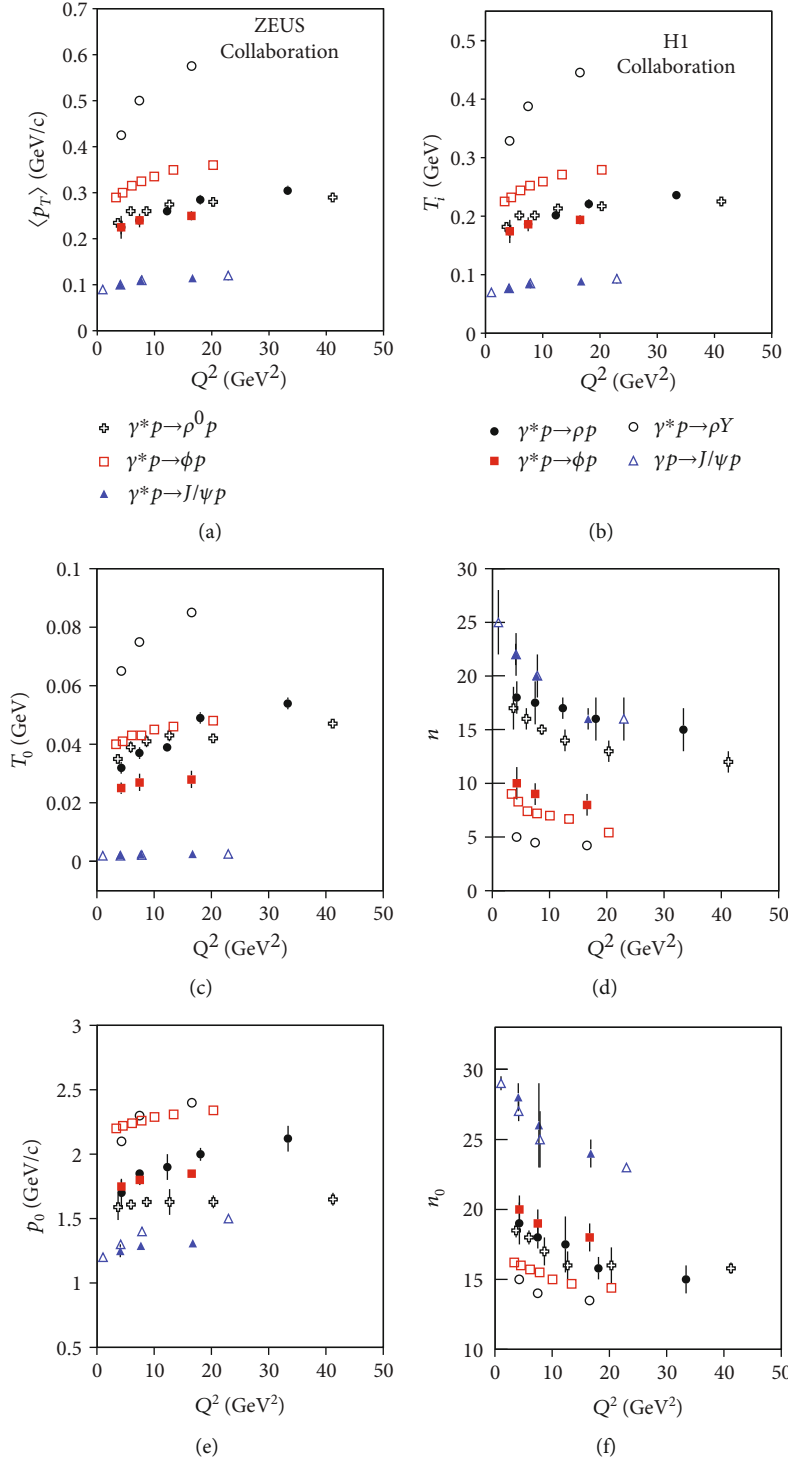 ZEUS
Collaboration
⟨p_T⟩ (GeV/c)
0.7
0.6
0.5
0.4
0.3
0.2
0.1
0
0 10 20 30 40 50
Q² (GeV²)
H1
Collaboration
T_i (GeV)
0.5
0.4
0.3
0.2
0.1
0
0 10 20 30 40 50
Q² (GeV²)
γ*p→ρ⁰p
γ*p→ϕp
γ*p→J/ψp
(a)
γ*p→ρp γ*p→ρY
γ*p→ϕp γp→J/ψp
(b)
T_0 (GeV)
0.1
0.08
0.06
0.04
0.02
0
0 10 20 30 40 50
Q² (GeV²)
(c)
n
30
25
20
15
10
5
0
0 10 20 30 40 50
Q² (GeV²)
(d)
p_0 (GeV/c)
3
2.5
2
1.5
1
0.5
0 10 20 30 40 50
Q² (GeV²)
(e)
n_0
30
25
20
15
10
0 10 20 30 40 50
Q² (GeV²)
(f)